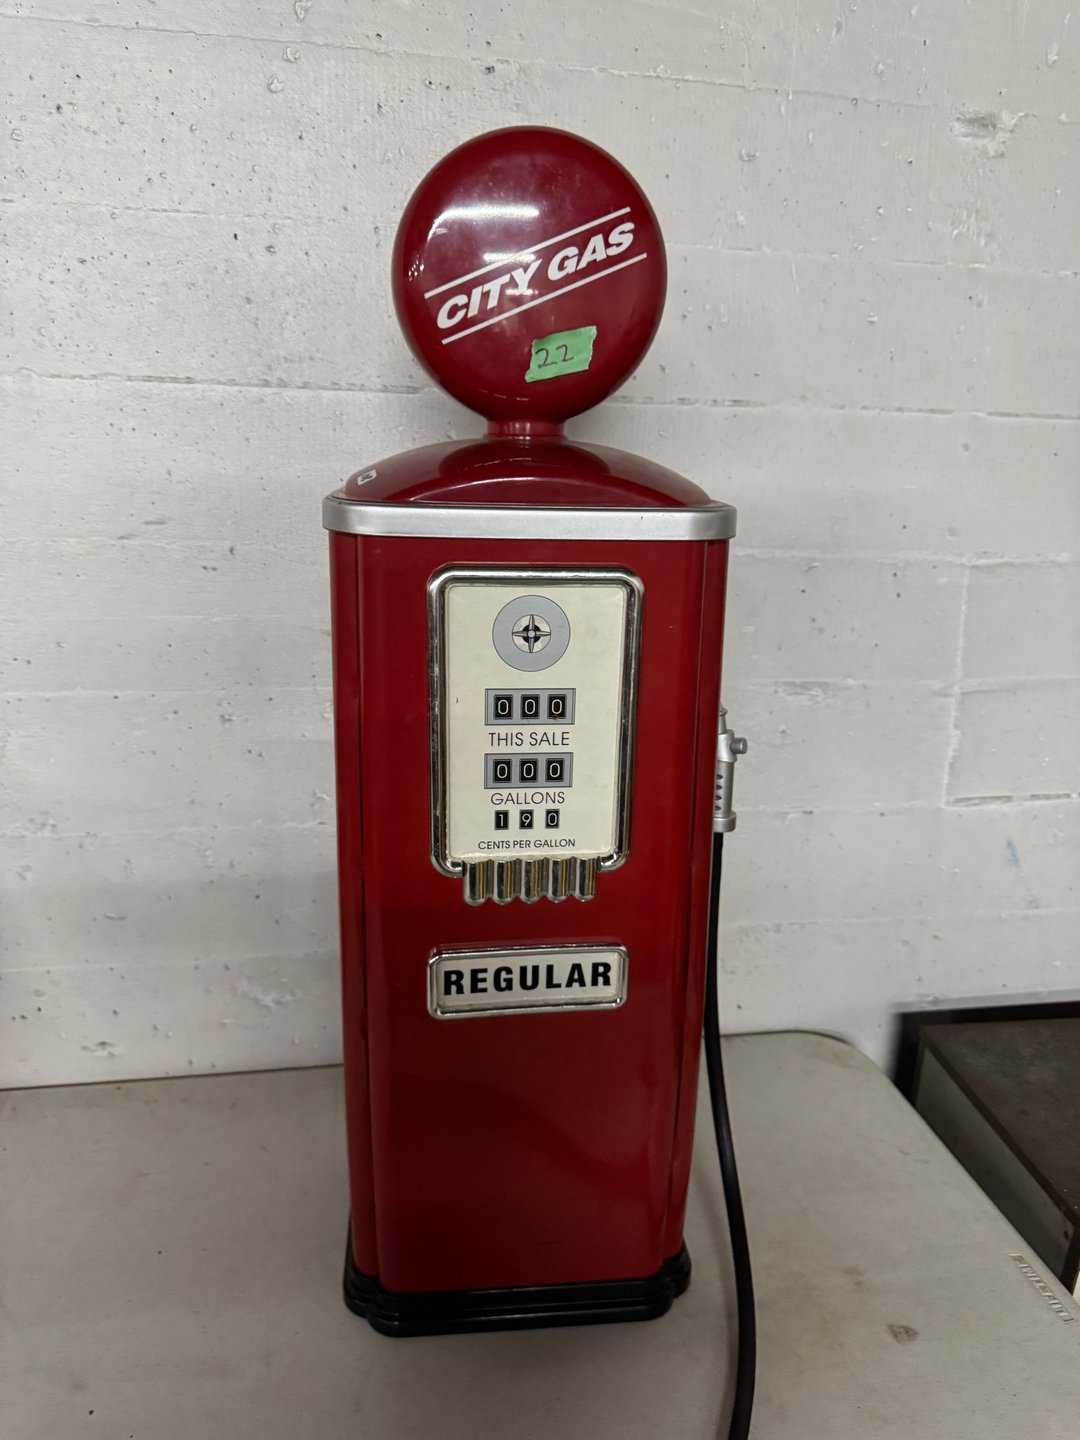 CITY GAS
22
000
THIS SALE
000
GALLONS
190
CENTS PER GALLON
REGULAR